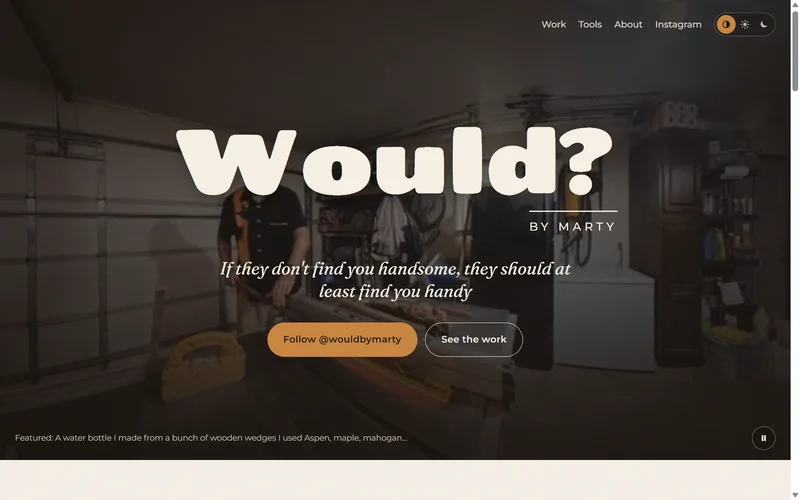 Work Tools About Instagram
Would?
BY MARTY
If they don't find you handsome, they should at
least find you handy
Follow @wouldbymarty See the work
Featured: A water bottle I made from a bunch of wooden wedges I used Aspen, maple, mahogan...